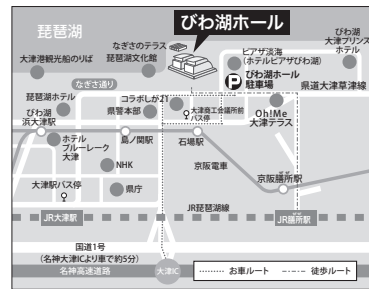 びわ湖ホール
琵琶湖
なぎさのテラス
琵琶湖文化館
大津港観光船のりば
ピアザ淡海
(ホテルピアザびわ湖)
びわ湖
大津プリンス
ホテル
なぎさ通り
P びわ湖ホール
駐車場
県道大津草津線
琵琶湖ホテル
コラボしが21
県警本部
大津商工会議所前
バス停
Oh!Me
大津テラス
びわ湖
浜大津駅
ホテル
ブルーレーク
大津
島ノ関駅
石場駅
京阪電車
NHK
京阪膳所駅
大津駅バス停
県庁
JR琵琶湖線
JR大津駅
JR膳所駅
国道1号
(名神大津ICより車で約5分)
名神高速道路
大津IC
お車ルート
徒歩ルート